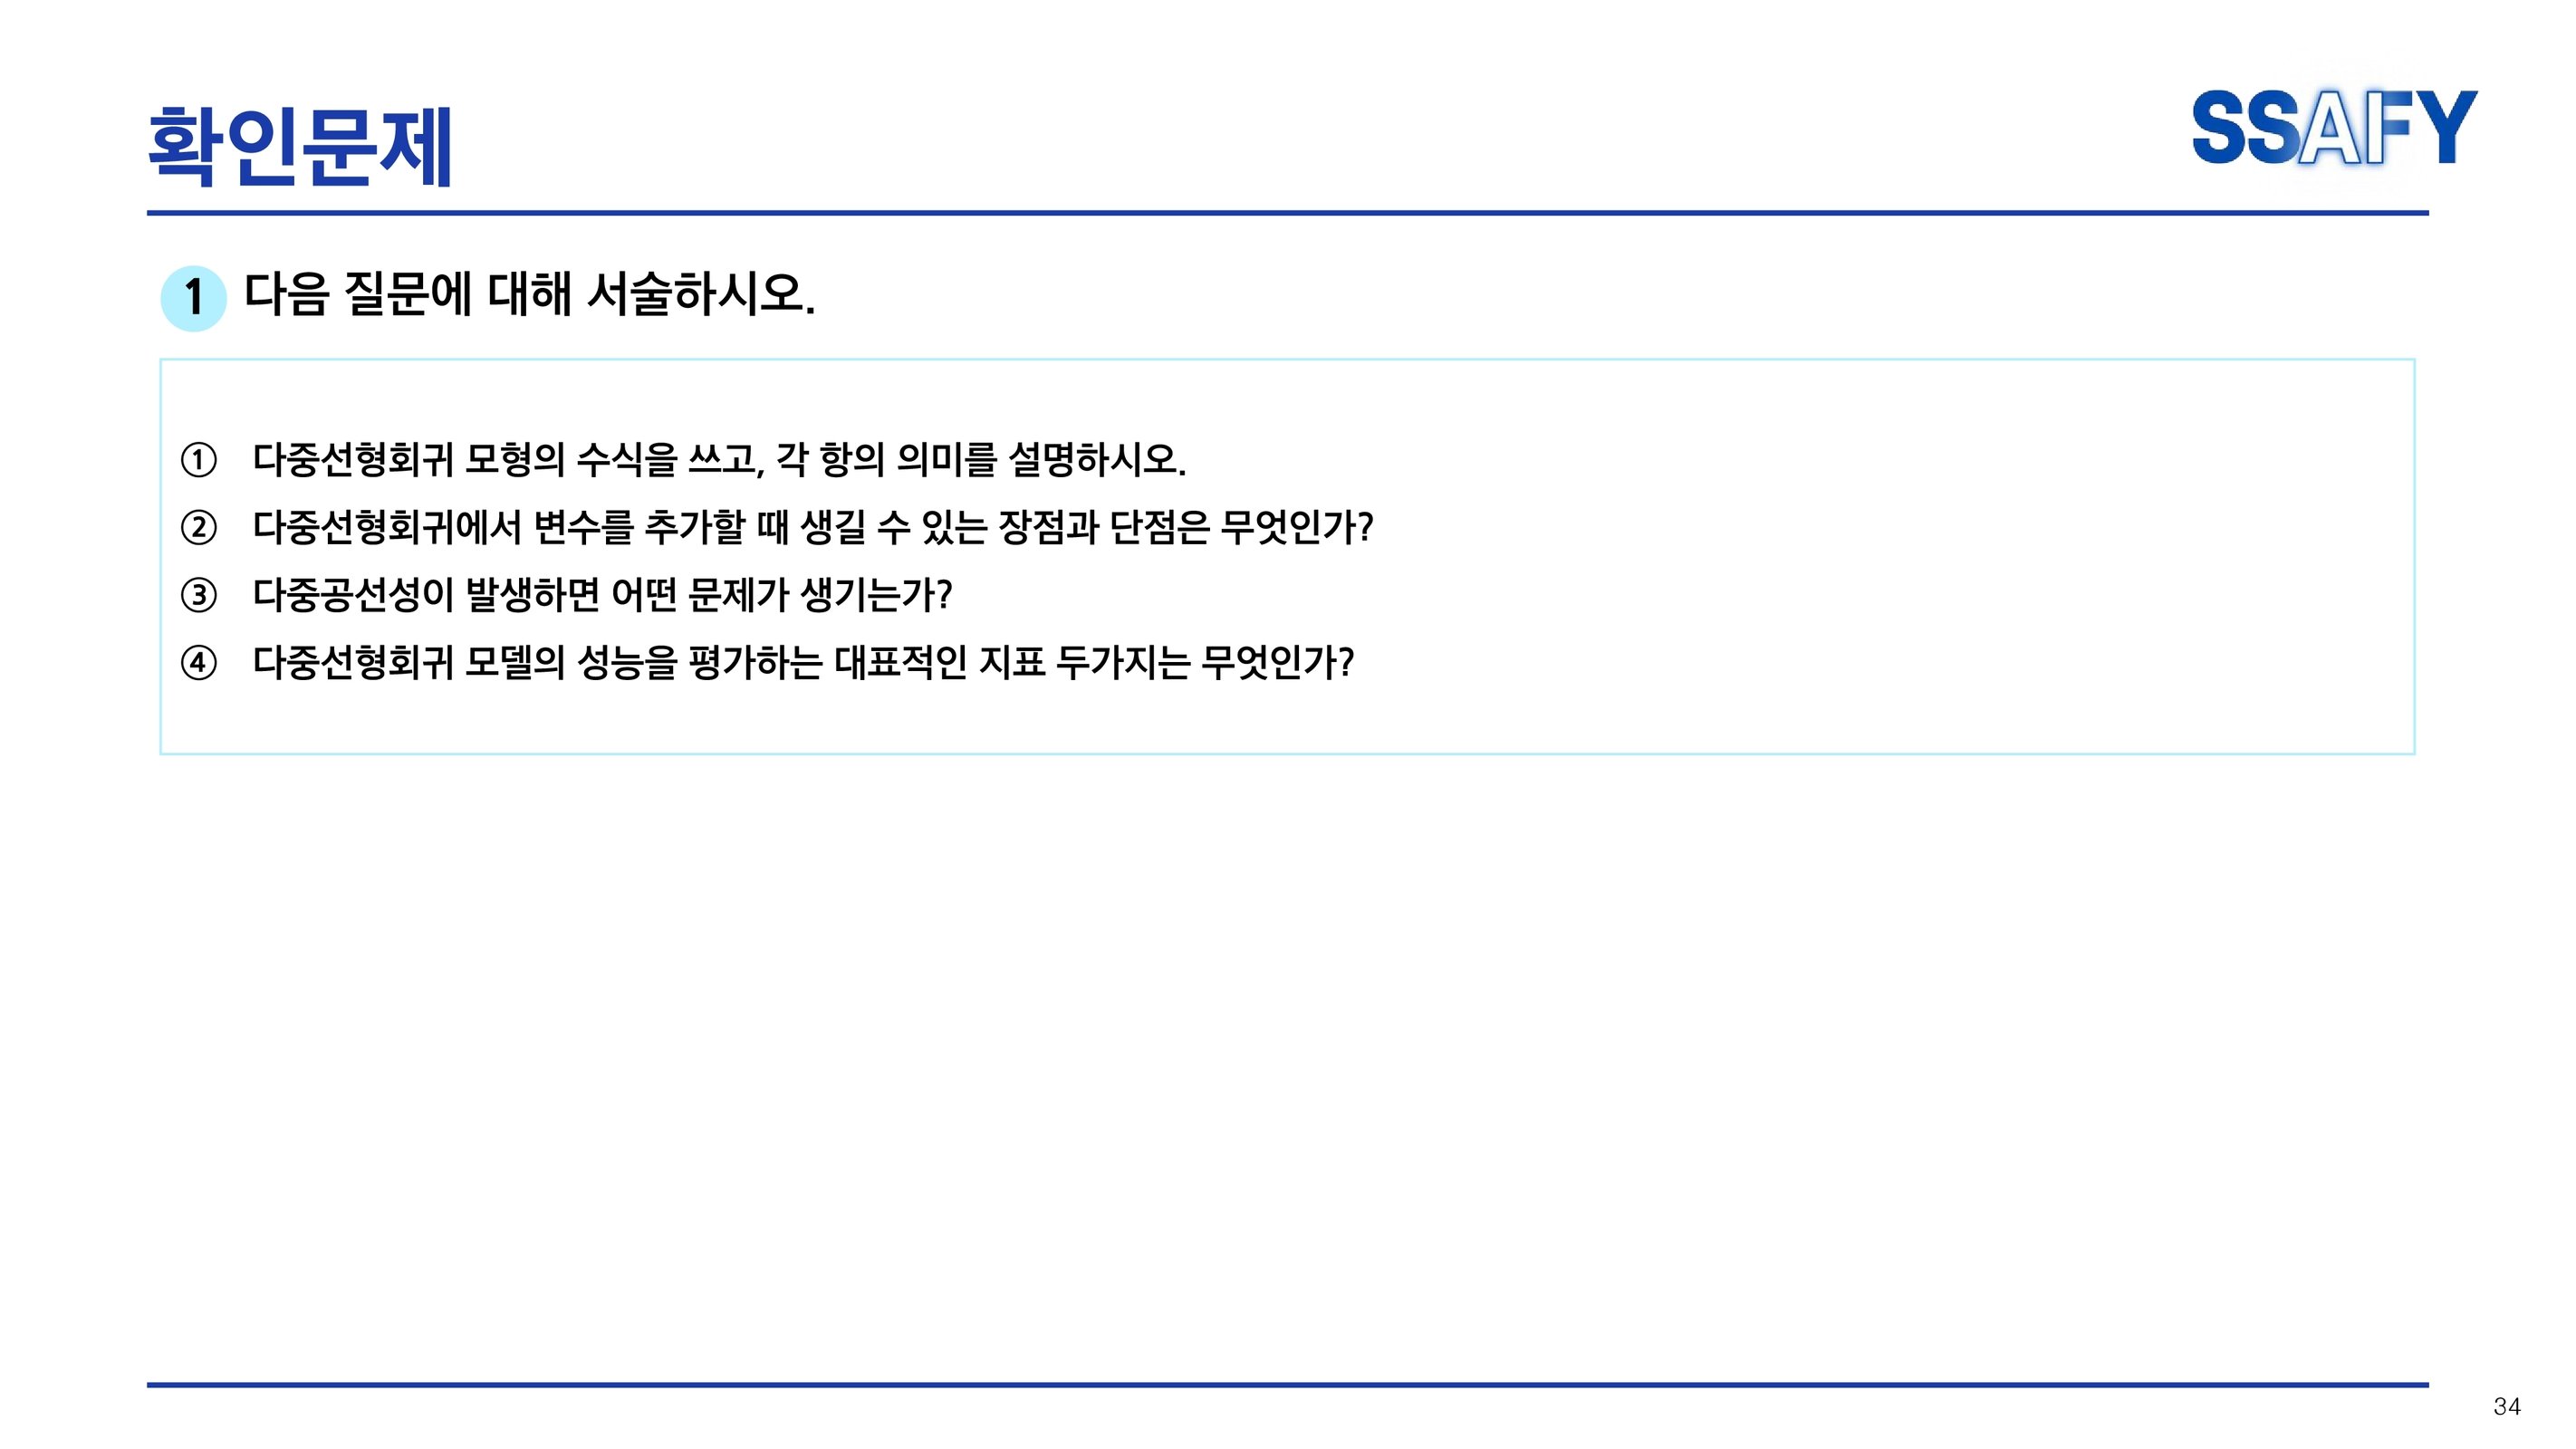 확인문제
SSAFY
1 다음 질문에 대해 서술하시오.
① 다중선형회귀 모형의 수식을 쓰고, 각 항의 의미를 설명하시오.
② 다중선형회귀에서 변수를 추가할 때 생길 수 있는 장점과 단점은 무엇인가?
③ 다중공선성이 발생하면 어떤 문제가 생기는가?
④ 다중선형회귀 모델의 성능을 평가하는 대표적인 지표 두가지는 무엇인가?
34